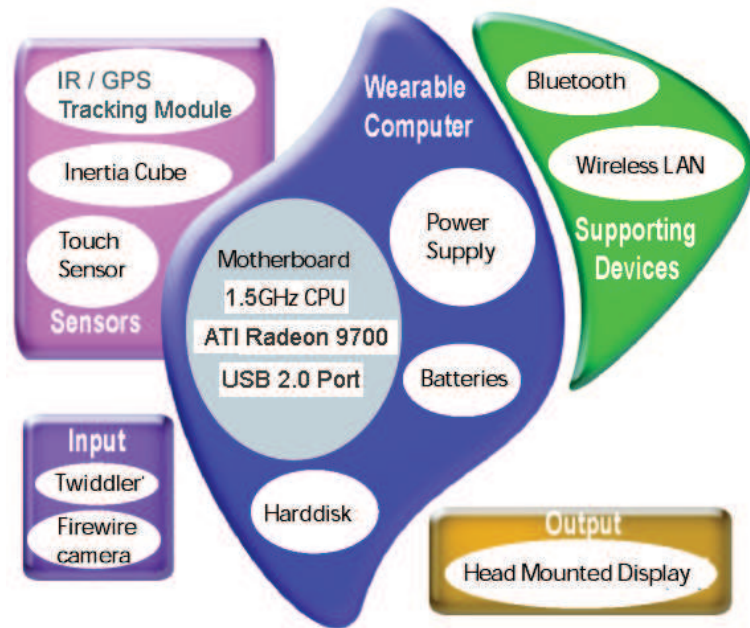 IR / GPS
Tracking Module
Inertia Cube
Touch
Sensor
Sensors
Wearable
Computer
Power
Supply
Motherboard
1.5GHz CPU
ATI Radeon 9700
USB 2.0 Port
Batteries
Harddisk
Bluetooth
Wireless LAN
Supporting
Devices
Input
Twiddler
Firewire
camera
Output
Head Mounted Display